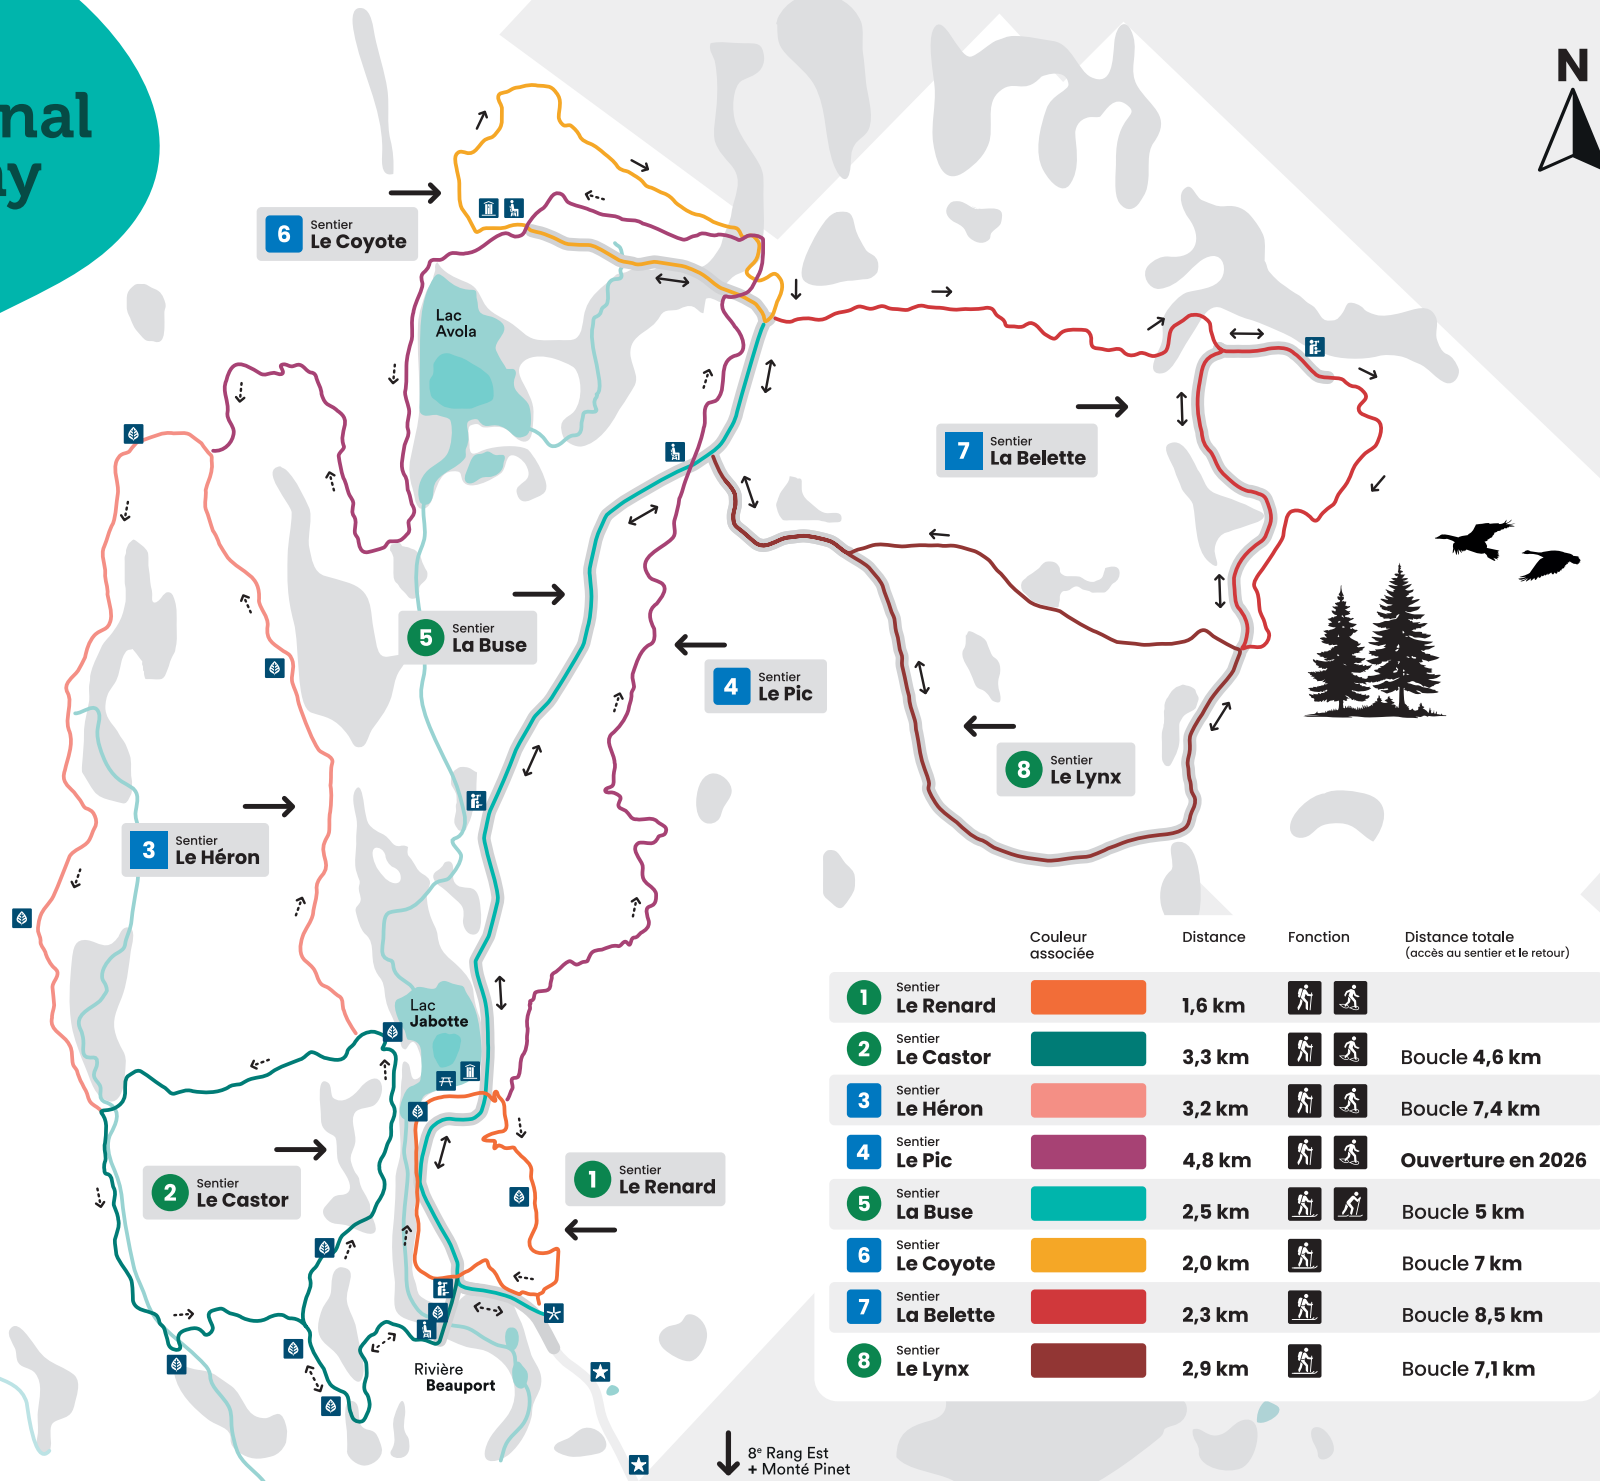 nal
ay
N
6
Sentier
Le Coyote
Lac
Avola
7
Sentier
La Belette
5
Sentier
La Buse
4
Sentier
Le Pic
8
Sentier
Le Lynx
3
Sentier
Le Héron
Lac
Jabotte
1
Sentier
Le Renard
2
Sentier
Le Castor
Rivière
Beauport
8e Rang Est
+ Monté Pinet
Couleur
associée
Distance
Fonction
Distance totale
(accès au sentier et le retour)
1
Sentier
Le Renard
1,6 km
2
Sentier
Le Castor
3,3 km
Boucle 4,6 km
3
Sentier
Le Héron
3,2 km
Boucle 7,4 km
4
Sentier
Le Pic
4,8 km
Ouverture en 2026
5
Sentier
La Buse
2,5 km
Boucle 5 km
6
Sentier
Le Coyote
2,0 km
Boucle 7 km
7
Sentier
La Belette
2,3 km
Boucle 8,5 km
8
Sentier
Le Lynx
2,9 km
Boucle 7,1 km